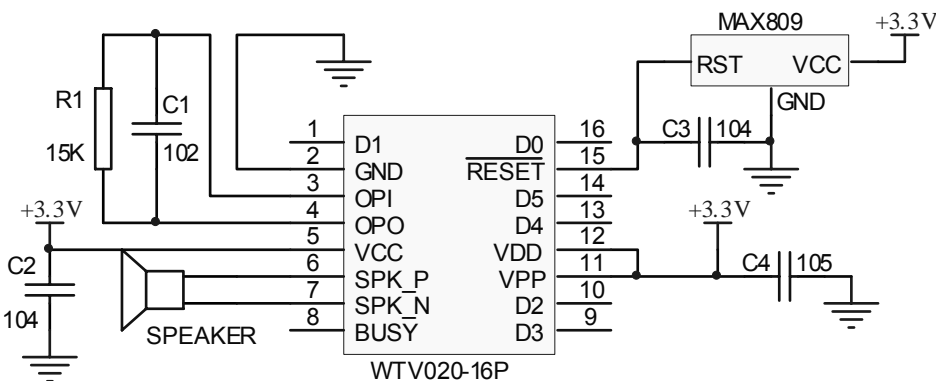 MAX809
+3.3V
RST VCC
GND
R1
15K
C1
102
C3 104
1 D1 D0 16
2 GND RESET 15
3 OPI D5 14
4 OPO D4 13
5 VCC VDD 12
6 SPK_P VPP 11
7 SPK_N D2 10
8 BUSY D3 9
+3.3V
C2
104
SPEAKER
+3.3V
C4 105
WTV020-16P